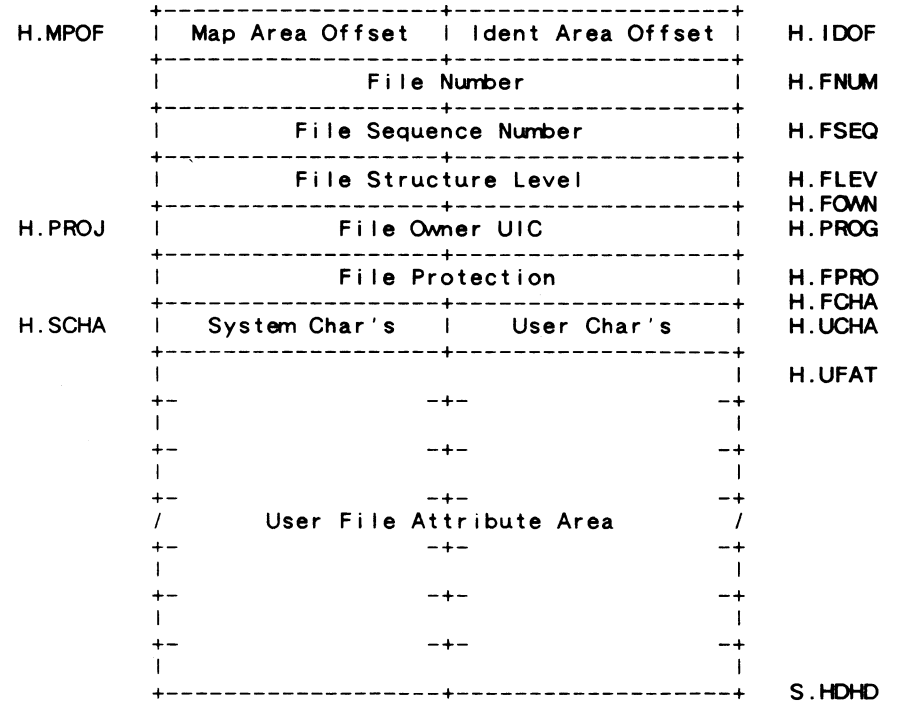 H.MPOF | Map Area Offset | Ident Area Offset | H.IDOF
| File Number | H.FNUM
| File Sequence Number | H.FSEQ
| File Structure Level | H.FLEV
H.FOWN
H.PROJ | File Owner UIC | H.PROG
| File Protection | H.FPRO
H.FCHA
H.SCHA | System Char's | User Char's | H.UCHA
H.UFAT
/ User File Attribute Area /
S.HDHD